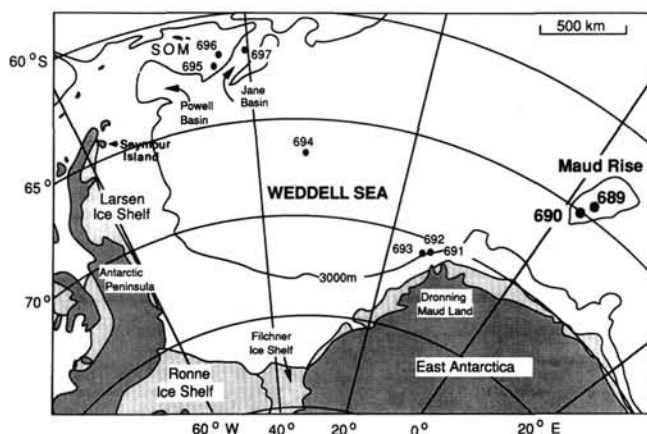 500 km
SOM
696
695
697
60°S
Powell
Basin
Jane
Basin
694
Seymour
Island
Maud Rise
689
690
WEDDELL SEA
65°
Larsen
Ice Shelf
692
693
691
3000m
Antarctic
Peninsula
70°
Dronning
Maud Land
Filchner
Ice Shelf
East Antarctica
Ronne
Ice Shelf
60° W
40°
20°
0°
20° E